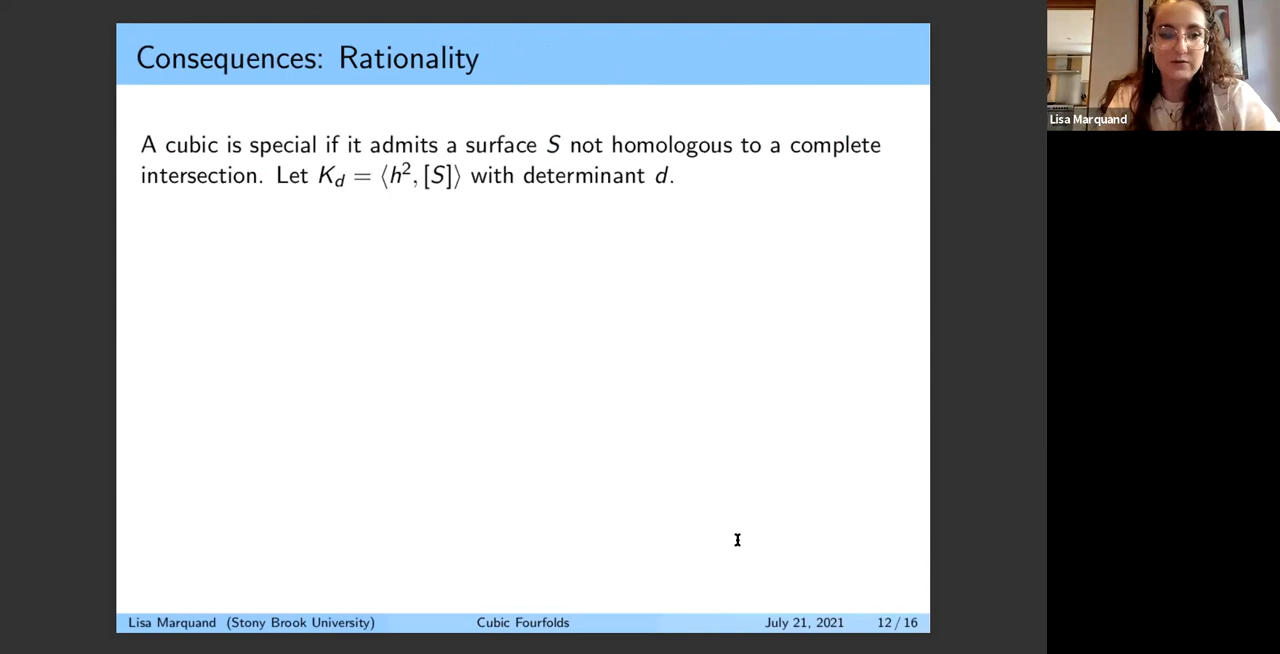 Consequences: Rationality
A cubic is special if it admits a surface S not homologous to a complete
intersection. Let K_d = ⟨h², [S]⟩ with determinant d.
Lisa Marquand (Stony Brook University) Cubic Fourfolds July 21, 2021 12 / 16
Lisa Marquand